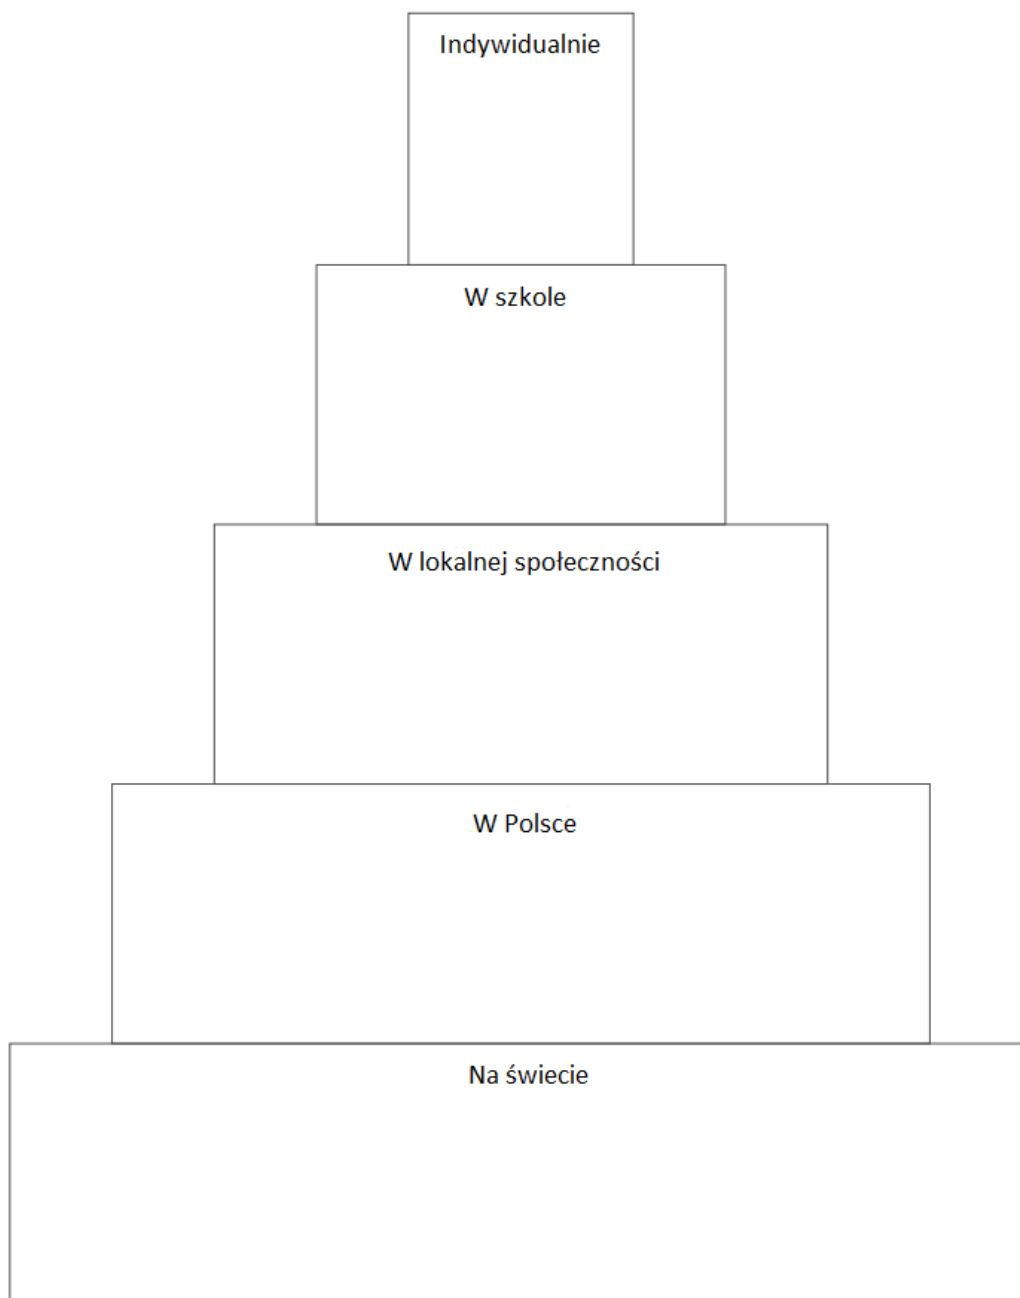 Indywidualnie
W szkole
W lokalnej społeczności
W Polsce
Na świecie